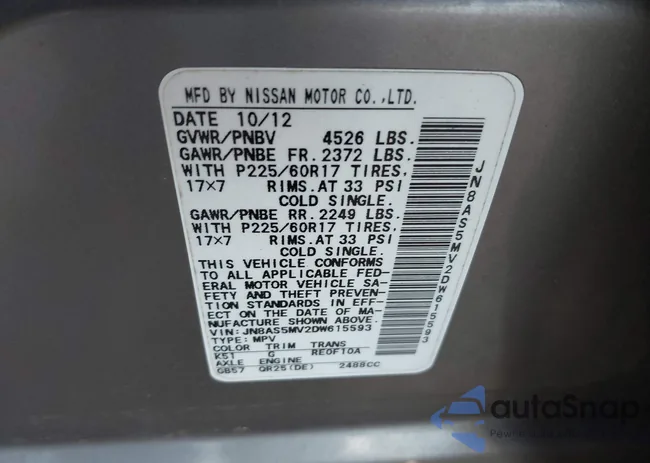 MFD BY NISSAN MOTOR CO.,LTD.
DATE 10/12
GVWR/PNBV 4526 LBS.
GAWR/PNBE FR. 2372 LBS.
WITH P225/60R17 TIRES,
17×7 RIMS.AT 33 PSI
COLD SINGLE.
GAWR/PNBE RR. 2249 LBS.
WITH P225/60R17 TIRES,
17×7 RIMS.AT 33 PSI
COLD SINGLE.
THIS VEHICLE CONFORMS
TO ALL APPLICABLE FED-
ERAL MOTOR VEHICLE SA-
FETY AND THEFT PREVEN-
TION STANDARDS IN EFF-
ECT ON THE DATE OF MA-
NUFACTURE SHOWN ABOVE.
VIN: JN8AS5MV2DW615593
TYPE: MPV
COLOR TRIM TRANS
K51 G RE0F10A
AXLE ENGINE
GB57 QR25(DE) 2488CC
JN8AS5MV2DW615593
autoSnap